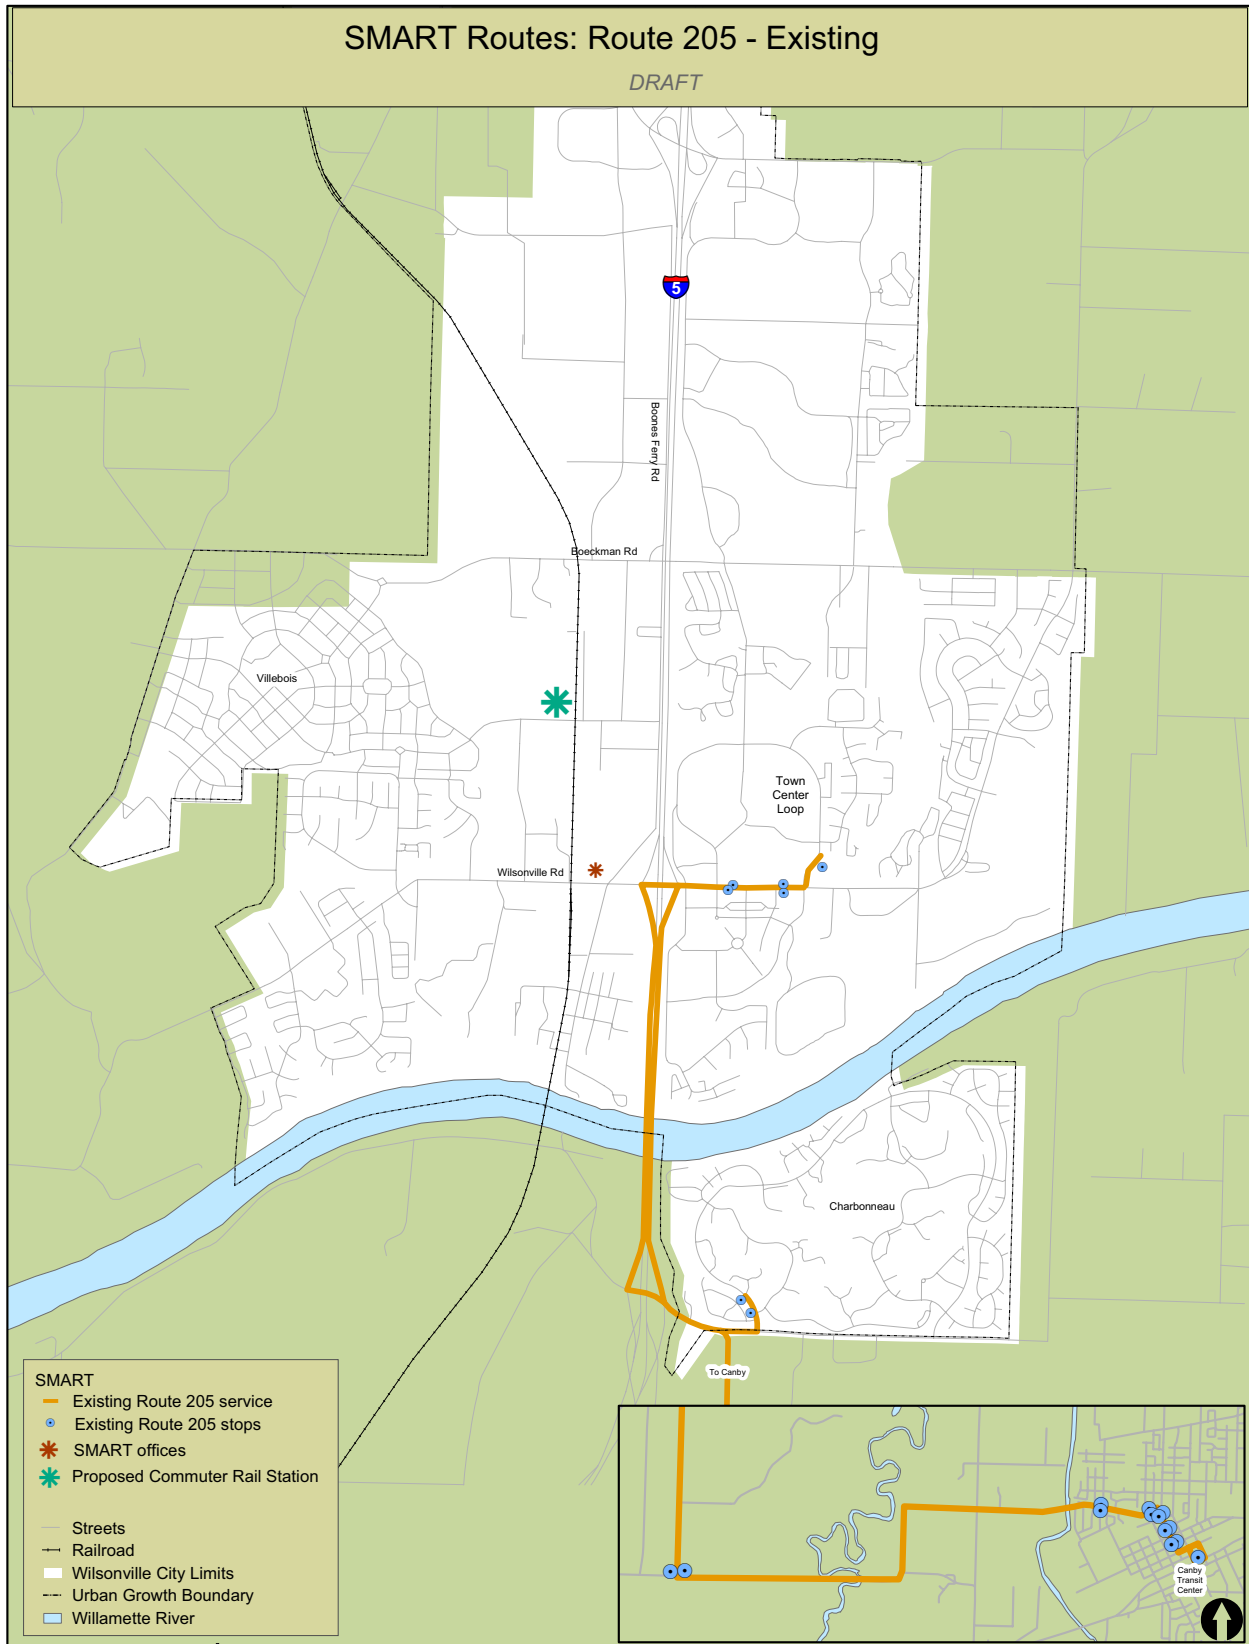 SMART Routes: Route 205 - Existing
DRAFT
5
Boones Ferry Rd
Boeckman Rd
Villebois
Town
Center
Loop
Wilsonville Rd
Charbonneau
To Canby
SMART
Existing Route 205 service
Existing Route 205 stops
SMART offices
Proposed Commuter Rail Station
Streets
Railroad
Wilsonville City Limits
Urban Growth Boundary
Willamette River
Canby
Transit
Center